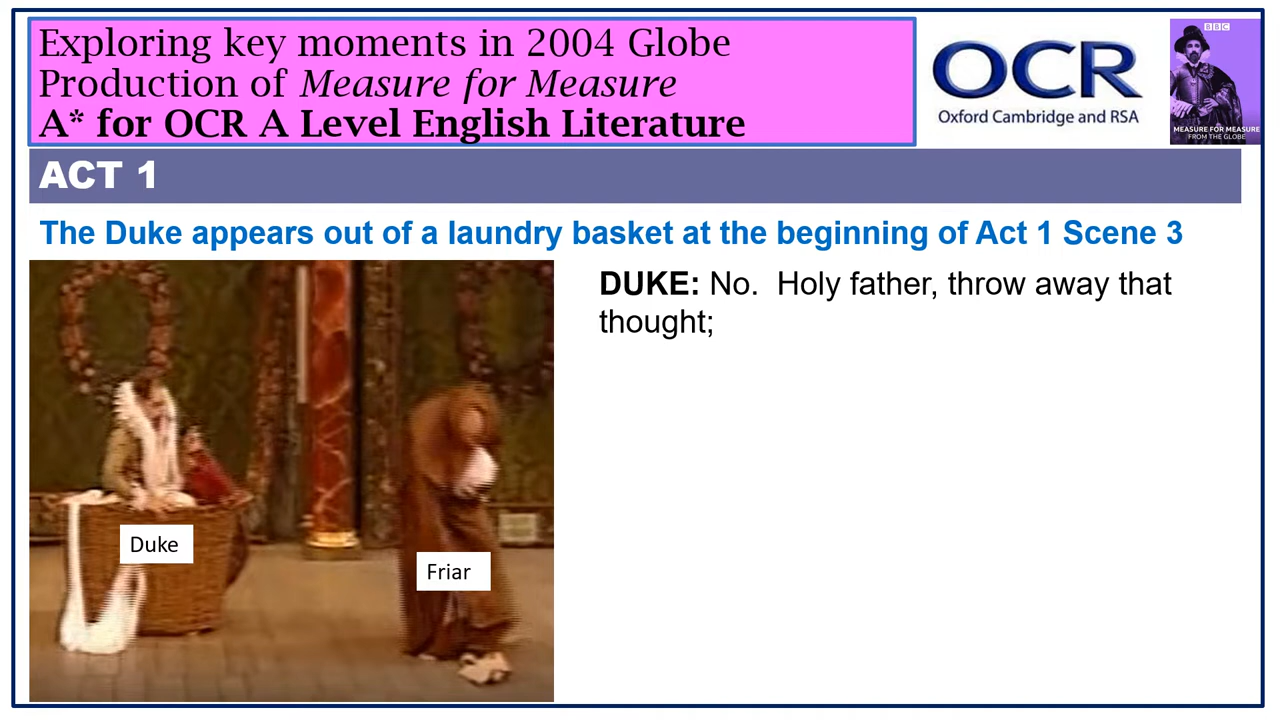 Exploring key moments in 2004 Globe
Production of Measure for Measure
A* for OCR A Level English Literature
OCR
Oxford Cambridge and RSA
BBC
MEASURE FOR MEASURE
FROM THE GLOBE
ACT 1
The Duke appears out of a laundry basket at the beginning of Act 1 Scene 3
DUKE: No.  Holy father, throw away that
thought;
Duke
Friar